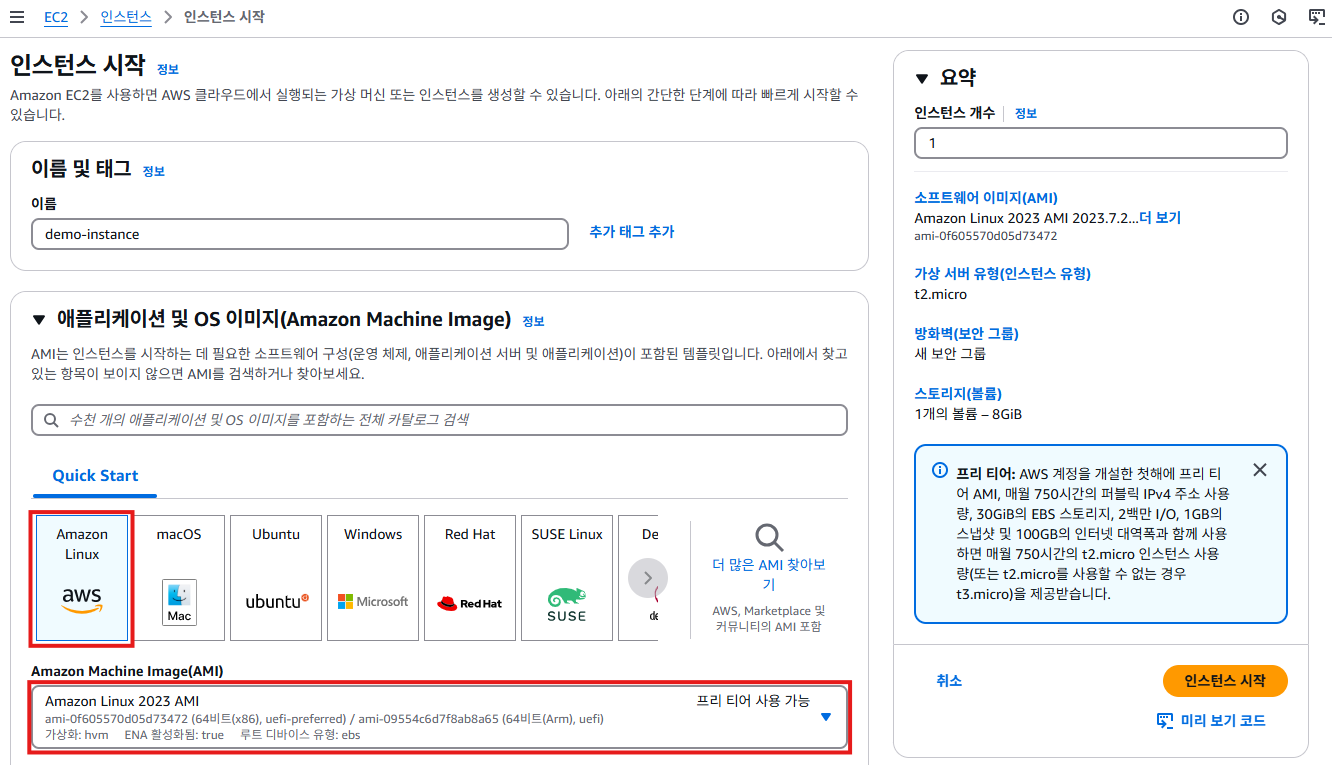 EC2 > 인스턴스 > 인스턴스 시작
인스턴스 시작 정보
Amazon EC2를 사용하면 AWS 클라우드에서 실행되는 가상 머신 또는 인스턴스를 생성할 수 있습니다. 아래의 간단한 단계에 따라 빠르게 시작할 수
있습니다.
이름 및 태그 정보
이름
demo-instance
추가 태그 추가
애플리케이션 및 OS 이미지(Amazon Machine Image) 정보
AMI는 인스턴스를 시작하는 데 필요한 소프트웨어 구성(운영 체제, 애플리케이션 서버 및 애플리케이션)이 포함된 템플릿입니다. 아래에서 찾고
있는 항목이 보이지 않으면 AMI를 검색하거나 찾아보세요.
수천 개의 애플리케이션 및 OS 이미지를 포함하는 전체 카탈로그 검색
Quick Start
Amazon
Linux
aws
macOS
Mac
Ubuntu
ubuntu
Windows
Microsoft
Red Hat
Red Hat
SUSE Linux
SUSE
De
de
더 많은 AMI 찾아보
기
AWS, Marketplace 및
커뮤니티의 AMI 포함
Amazon Machine Image(AMI)
Amazon Linux 2023 AMI
프리 티어 사용 가능
ami-0f605570d05d73472 (64비트(x86), uefi-preferred) / ami-09554c6d7f8ab8a65 (64비트(Arm), uefi)
가상화: hvm ENA 활성화됨: true 루트 디바이스 유형: ebs
요약
인스턴스 개수 정보
1
소프트웨어 이미지(AMI)
Amazon Linux 2023 AMI 2023.7.2...더 보기
ami-0f605570d05d73472
가상 서버 유형(인스턴스 유형)
t2.micro
방화벽(보안 그룹)
새 보안 그룹
스토리지(볼륨)
1개의 볼륨 – 8GiB
프리 티어: AWS 계정을 개설한 첫해에 프리 티
어 AMI, 매월 750시간의 퍼블릭 IPv4 주소 사용
량, 30GiB의 EBS 스토리지, 2백만 I/O, 1GB의
스냅샷 및 100GB의 인터넷 대역폭과 함께 사용
하면 매월 750시간의 t2.micro 인스턴스 사용
량(또는 t2.micro를 사용할 수 없는 경우
t3.micro)을 제공받습니다.
취소
인스턴스 시작
미리 보기 코드